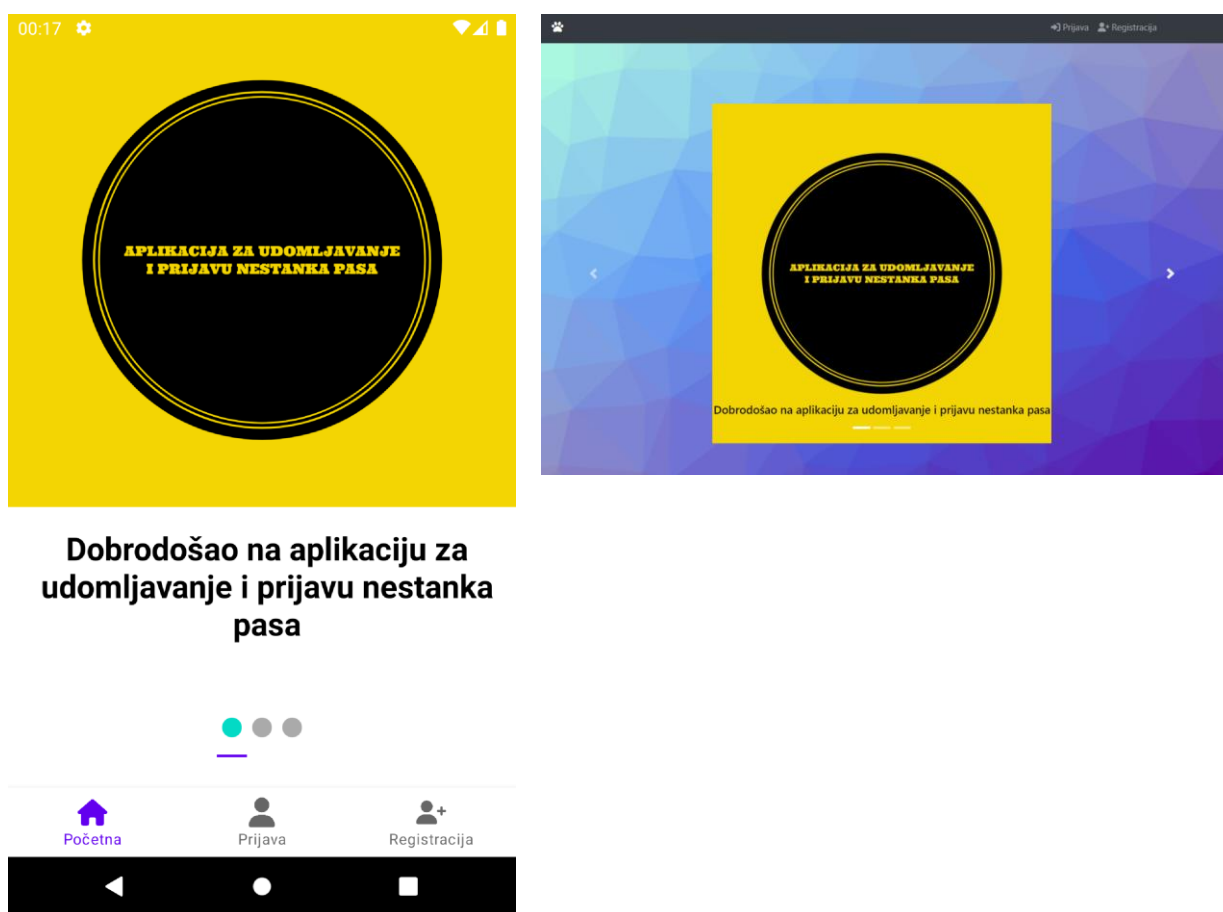 00:17
APLIKACIJA ZA UDOMLJAVANJE
I PRIJAVU NESTANKA PASA
Dobrodošao na aplikaciju za
udomljavanje i prijavu nestanka
pasa
Početna
Prijava
Registracija
Prijava
Registracija
APLIKACIJA ZA UDOMLJAVANJE
I PRIJAVU NESTANKA PASA
Dobrodošao na aplikaciju za udomljavanje i prijavu nestanka pasa